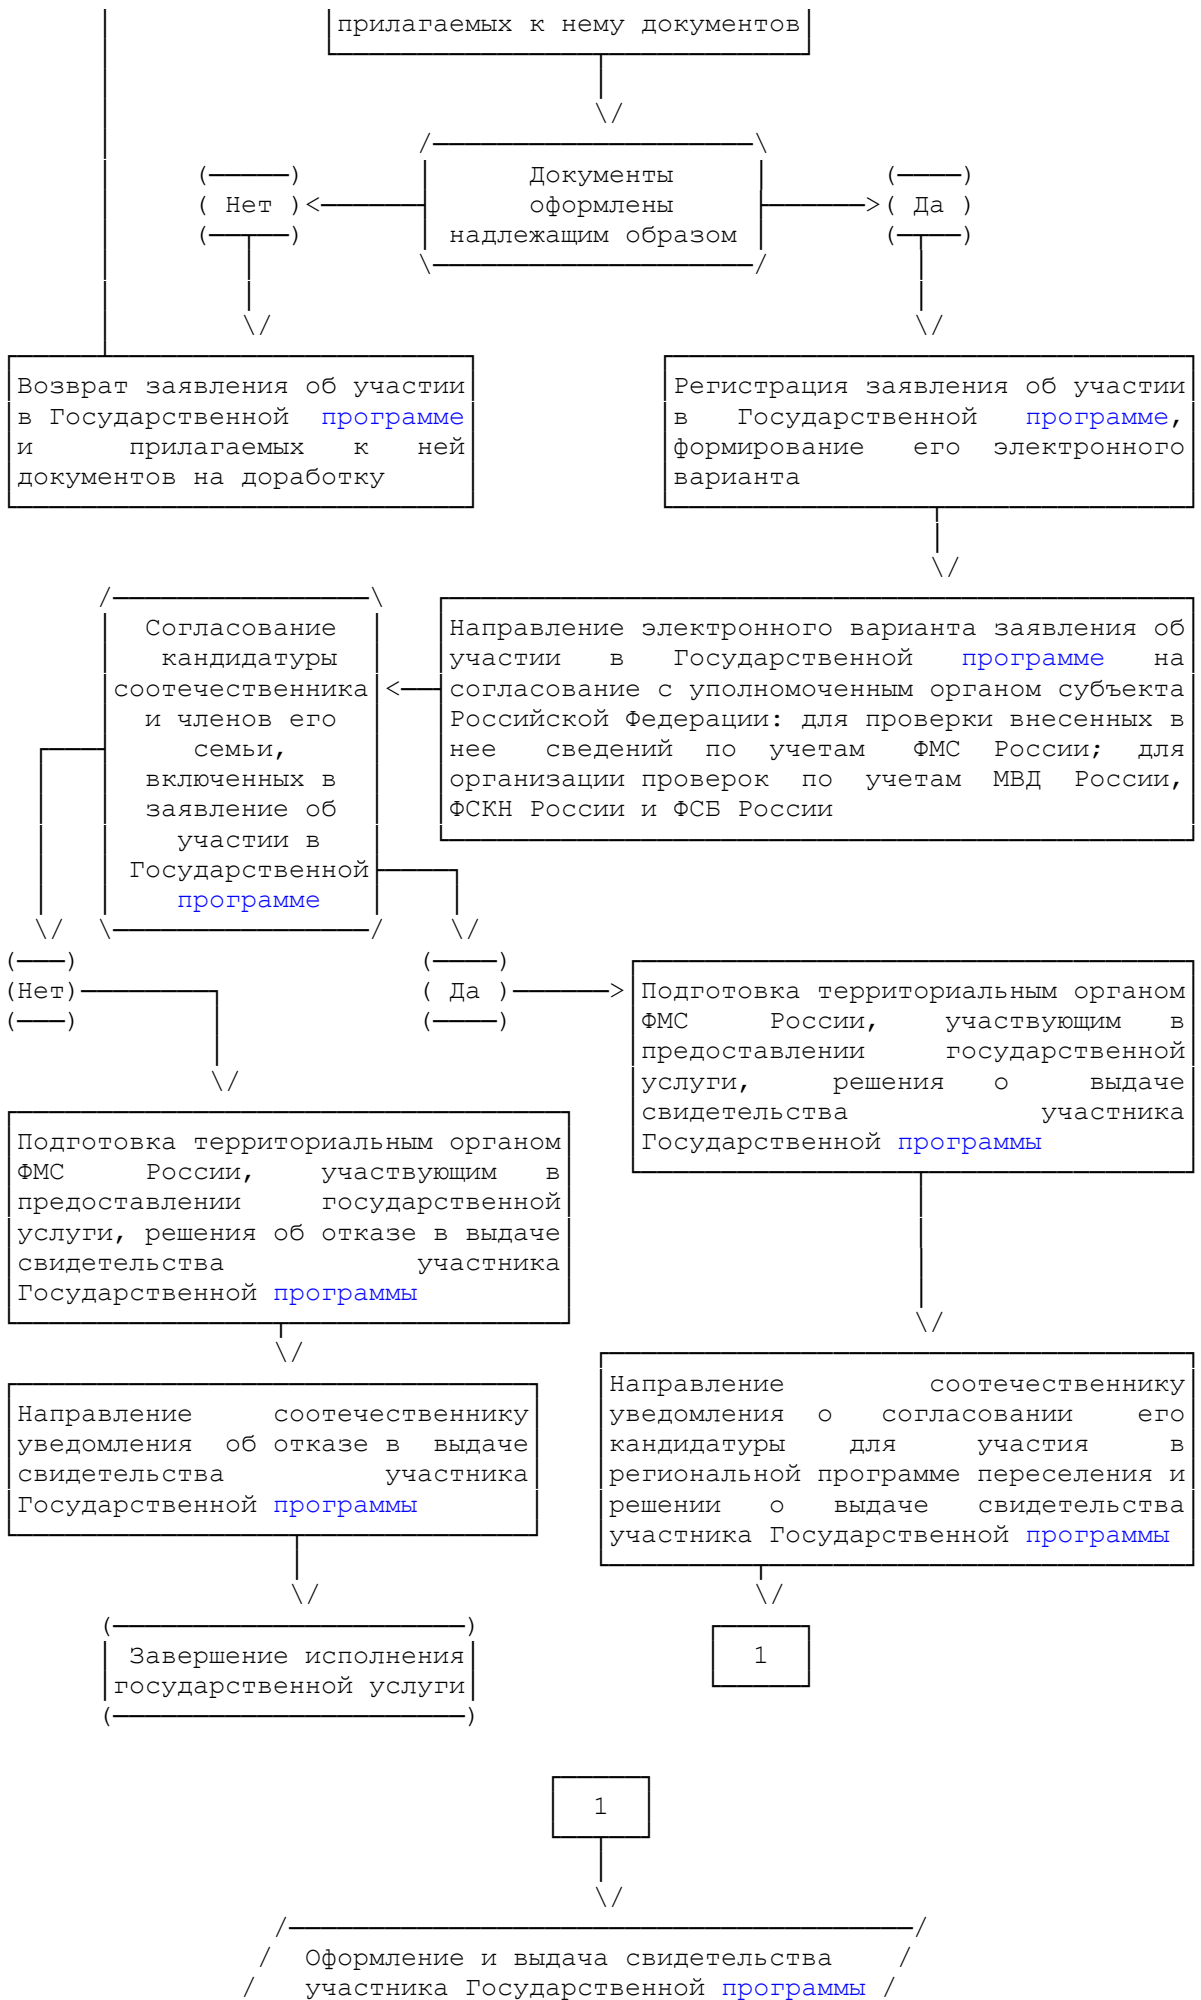 прилагаемых к нему документов
Документы
оформлены
надлежащим образом
Нет
Да
Возврат заявления об участии
в Государственной программе
и прилагаемых к ней
документов на доработку
Регистрация заявления об участии
в Государственной программе,
формирование его электронного
варианта
Направление электронного варианта заявления об
участии в Государственной программе на
согласование с уполномоченным органом субъекта
Российской Федерации: для проверки внесенных в
нее сведений по учетам ФМС России; для
организации проверок по учетам МВД России,
ФСКН России и ФСБ России
Согласование
кандидатуры
соотечественника
и членов его
семьи,
включенных в
заявление об
участии в
Государственной
программе
(Нет)
( Да )
Подготовка территориальным органом
ФМС России, участвующим в
предоставлении государственной
услуги, решения о выдаче
свидетельства участника
Государственной программы
Подготовка территориальным органом
ФМС России, участвующим в
предоставлении государственной
услуги, решения об отказе в выдаче
свидетельства участника
Государственной программы
Направление соотечественнику
уведомления об отказе в выдаче
свидетельства участника
Государственной программы
Направление соотечественнику
уведомления о согласовании его
кандидатуры для участия в
региональной программе переселения и
решении о выдаче свидетельства
участника Государственной программы
Завершение исполнения
государственной услуги
1
1
Оформление и выдача свидетельства
участника Государственной программы